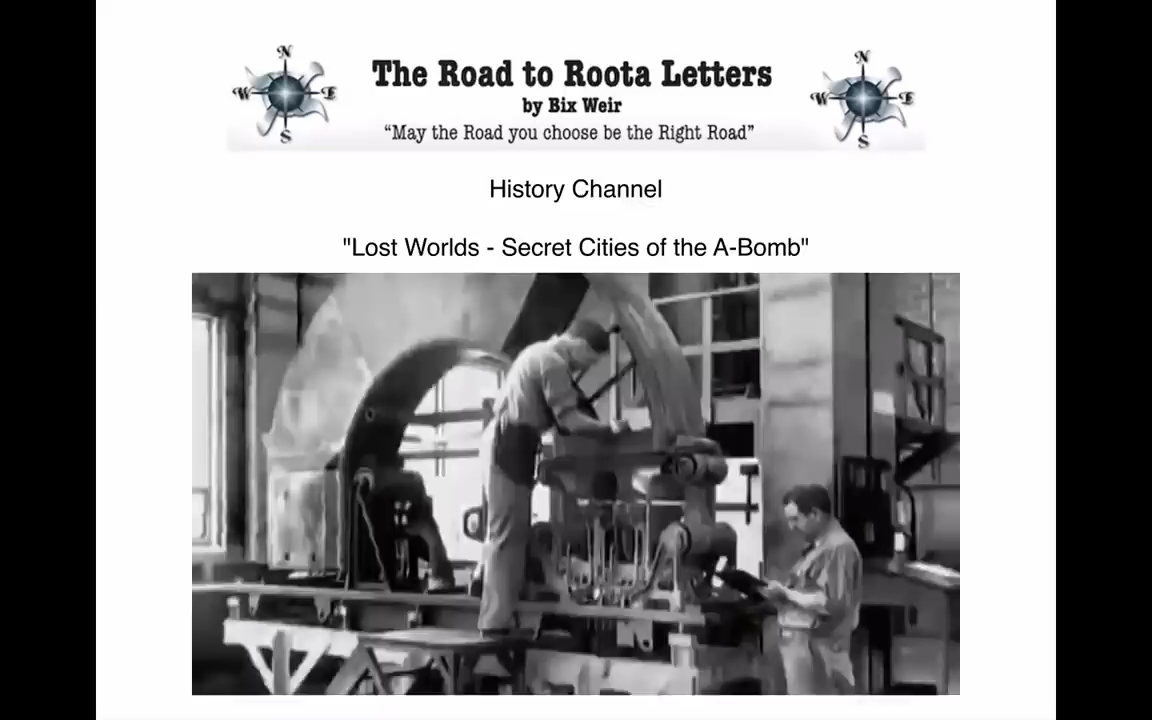 The Road to Roota Letters
by Bix Weir
“May the Road you choose be the Right Road”
N
W E
S
N
W E
S
History Channel
"Lost Worlds - Secret Cities of the A-Bomb"